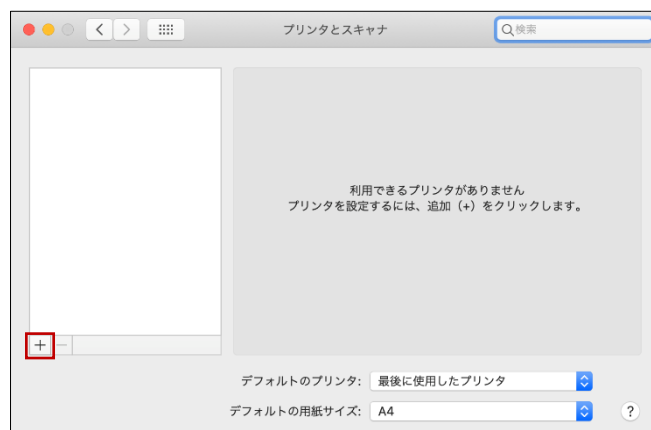 プリンタとスキャナ
検索
利用できるプリンタがありません
プリンタを設定するには、追加（+）をクリックします。
+ −
デフォルトのプリンタ: 最後に使用したプリンタ
デフォルトの用紙サイズ: A4 ?